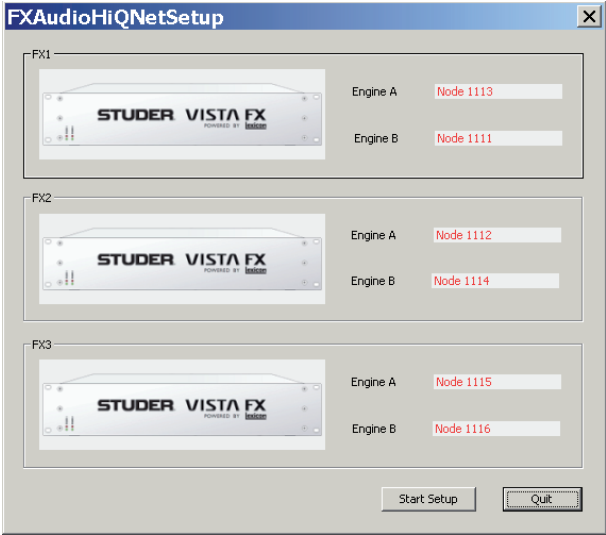 FXAudioHiQNetSetup
FX1
STUDER VISTA FX
POWERED BY lexicon
Engine A Node 1113
Engine B Node 1111
FX2
STUDER VISTA FX
POWERED BY lexicon
Engine A Node 1112
Engine B Node 1114
FX3
STUDER VISTA FX
POWERED BY lexicon
Engine A Node 1115
Engine B Node 1116
Start Setup Quit